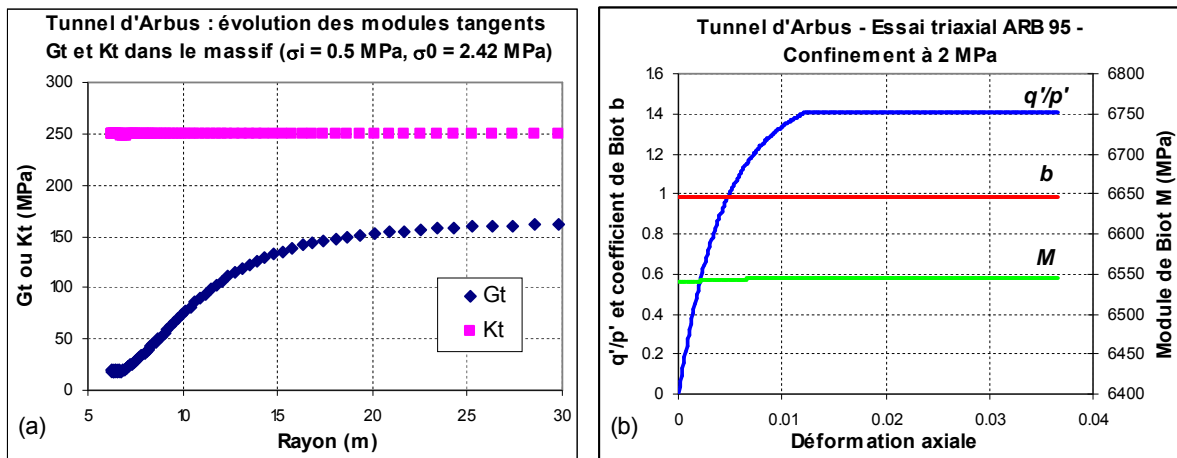 Tunnel d'Arbus : évolution des modules tangents
Gt et Kt dans le massif (σi = 0.5 MPa, σ0 = 2.42 MPa)
Gt ou Kt (MPa)
300
250
200
150
100
50
0
Gt
Kt
5
10
15
20
25
30
Rayon (m)
(a)
Tunnel d'Arbus - Essai triaxial ARB 95 -
Confinement à 2 MPa
q'/p' et coefficient de Biot b
1.6
1.4
1.2
1
0.8
0.6
0.4
0.2
0
q'/p'
b
M
6800
6750
6700
6650
6600
6550
6500
6450
6400
Module de Biot M (MPa)
0
0.01
0.02
0.03
0.04
Déformation axiale
(b)